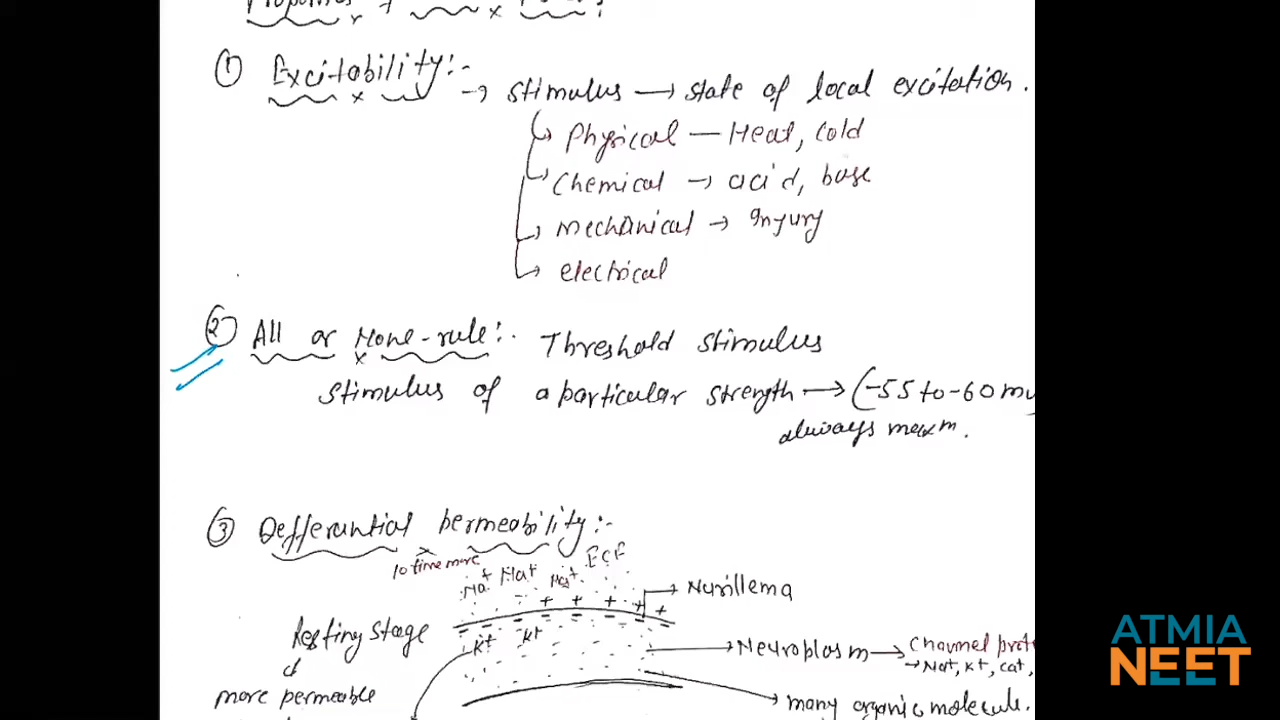 ① Excitability:-
→ stimulus → state of local excitation.
physical — Heat, cold
Chemical → acid, base
mechanical → Injury
electrical
② All or None-rule:- Threshold stimulus
stimulus of a particular strength → (-55 to -60 mv
always maxm.
③ Defferantial permeability:-
10 time more
Na+ Na+ Na+ ECF
+ + + + +
Nurillema
Resting stage
K+ K+
Neuroplasm → Channel prot
→ Na+, K+, ca+,
more permeable
many organic molecule.
ATMIA
NEET